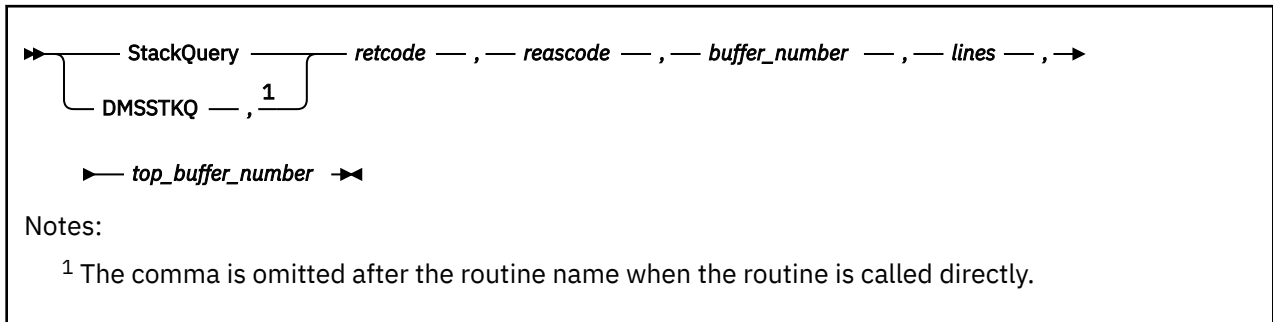 StackQuery retcode , reascode , buffer_number , lines ,
DMSSTKQ , 1
top_buffer_number
Notes:
1 The comma is omitted after the routine name when the routine is called directly.